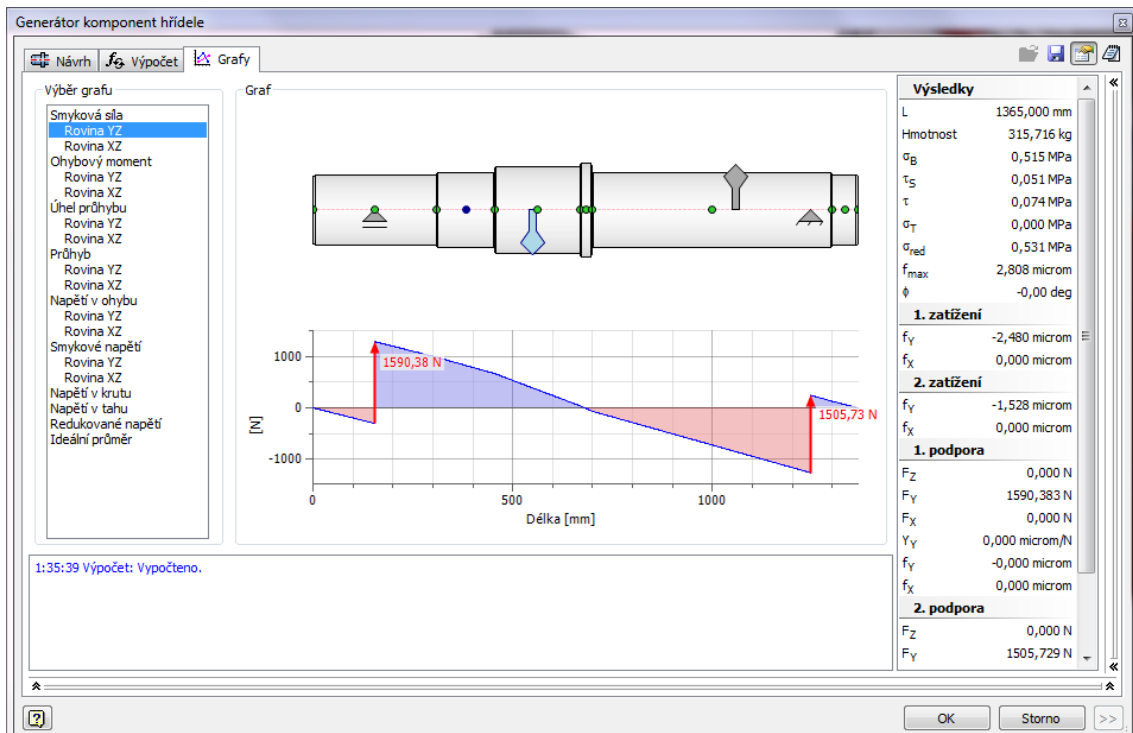 Generátor komponent hřídele
Návrh
Výpočet
Grafy
Výběr grafu
Smyková síla
Rovina YZ
Rovina XZ
Ohybový moment
Rovina YZ
Rovina XZ
Úhel průhybu
Rovina YZ
Rovina XZ
Průhyb
Rovina YZ
Rovina XZ
Napětí v ohybu
Rovina YZ
Rovina XZ
Smykové napětí
Rovina YZ
Rovina XZ
Napětí v krutu
Napětí v tahu
Redukované napětí
Ideální průměr
Graf
1000
0
-1000
[N]
1590,38 N
1505,73 N
0
500
1000
Délka [mm]
Výsledky
L 1365,000 mm
Hmotnost 315,716 kg
σB 0,515 MPa
τS 0,051 MPa
τ 0,074 MPa
σT 0,000 MPa
σred 0,531 MPa
fmax 2,808 microm
ϕ -0,00 deg
1. zatížení
fY -2,480 microm
fX 0,000 microm
2. zatížení
fY -1,528 microm
fX 0,000 microm
1. podpora
FZ 0,000 N
FY 1590,383 N
FX 0,000 N
YY 0,000 microm/N
fY -0,000 microm
fX 0,000 microm
2. podpora
FZ 0,000 N
FY 1505,729 N
1:35:39 Výpočet: Vypočteno.
OK
Storno
>>